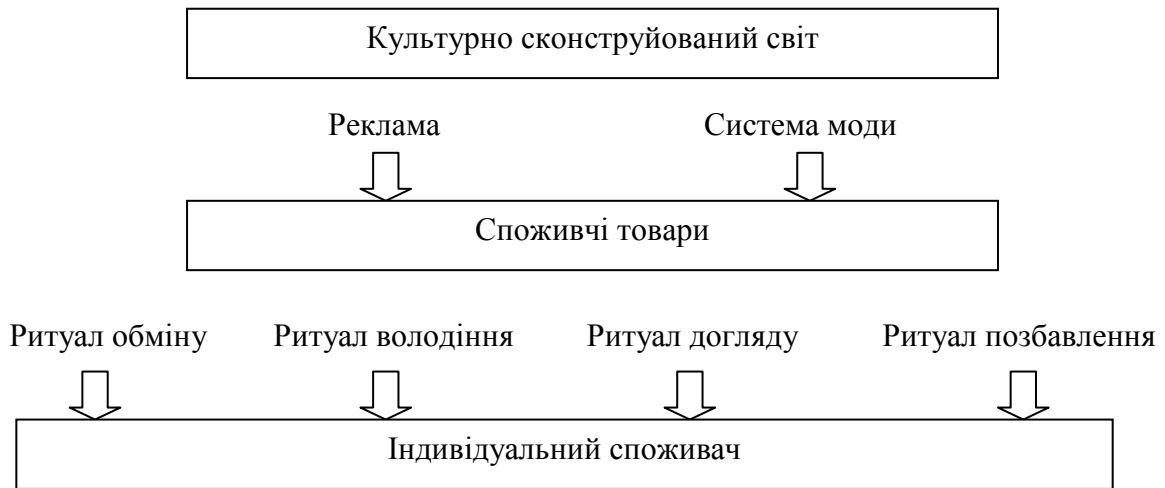 Культурно сконструйований світ
Реклама Система моди
Споживчі товари
Ритуал обміну Ритуал володіння Ритуал догляду Ритуал позбавлення
Індивідуальний споживач